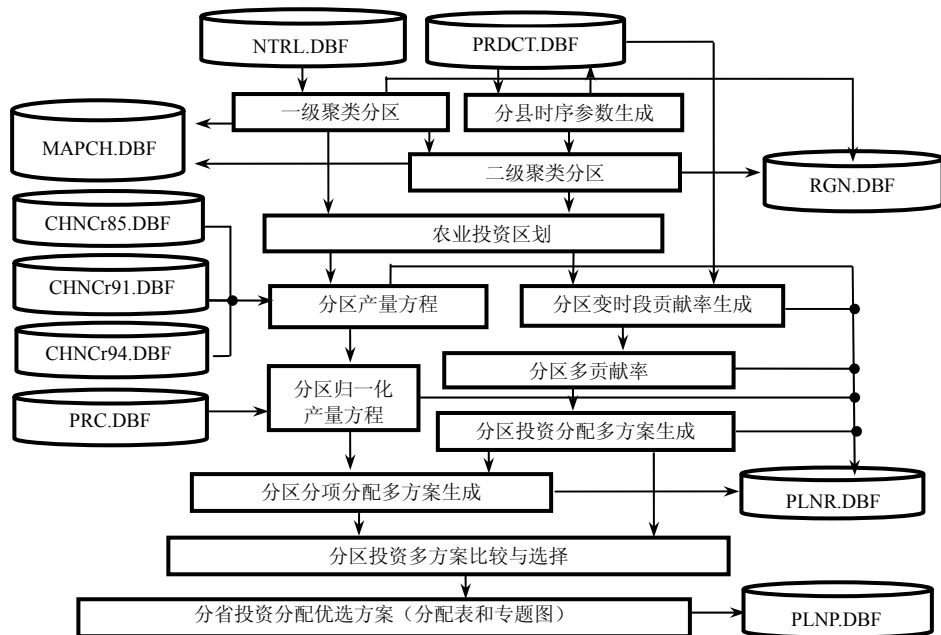 NTRL.DBF
PRDCT.DBF
一级聚类分区
分县时序参数生成
MAPCH.DBF
二级聚类分区
RGN.DBF
CHNCr85.DBF
农业投资区划
CHNCr91.DBF
分区产量方程
分区变时段贡献率生成
CHNCr94.DBF
分区多贡献率
分区归一化
产量方程
PRC.DBF
分区投资分配多方案生成
分区分项分配多方案生成
PLNR.DBF
分区投资多方案比较与选择
分省投资分配优选方案（分配表和专题图）
PLNP.DBF